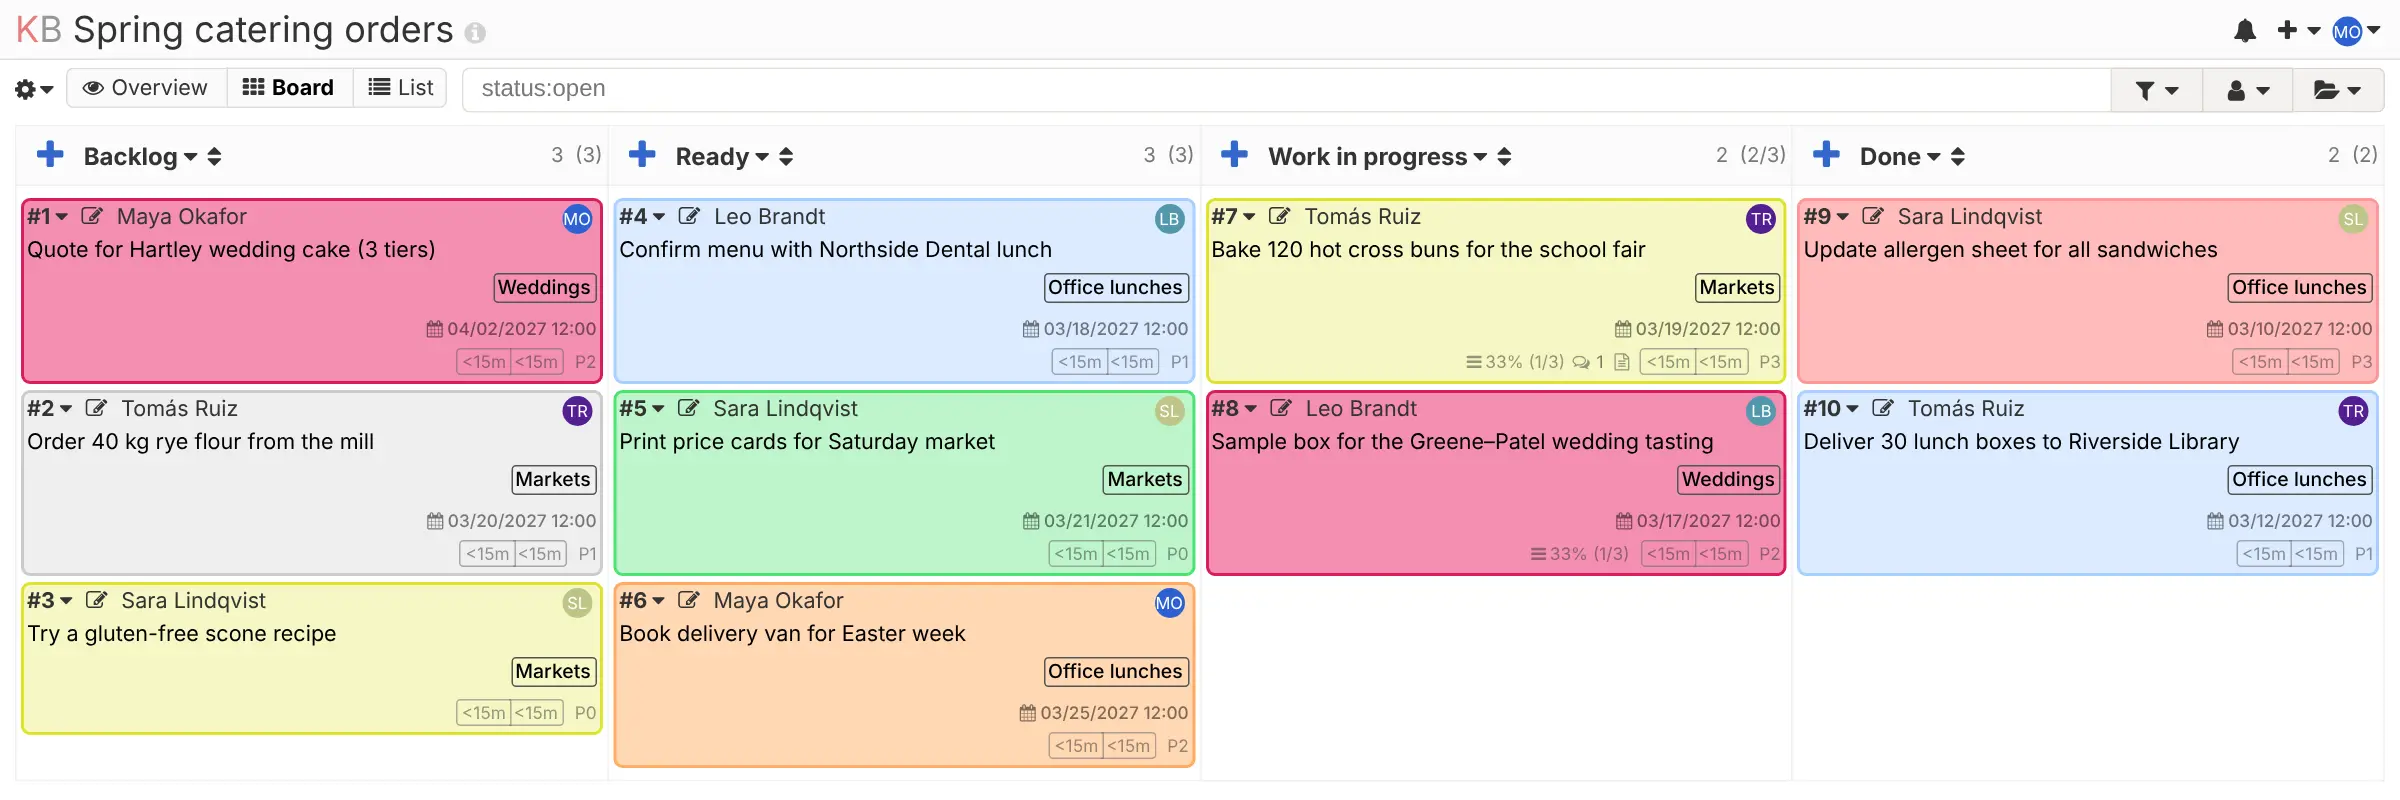 KB Spring catering orders
MO
Overview
Board
List
status:open
Backlog 3 (3)
#1 Maya Okafor MO
Quote for Hartley wedding cake (3 tiers)
Weddings
04/02/2027 12:00
<15m <15m P2
#2 Tomás Ruiz TR
Order 40 kg rye flour from the mill
Markets
03/20/2027 12:00
<15m <15m P1
#3 Sara Lindqvist SL
Try a gluten-free scone recipe
Markets
<15m <15m P0
Ready 3 (3)
#4 Leo Brandt LB
Confirm menu with Northside Dental lunch
Office lunches
03/18/2027 12:00
<15m <15m P1
#5 Sara Lindqvist SL
Print price cards for Saturday market
Markets
03/21/2027 12:00
<15m <15m P0
#6 Maya Okafor MO
Book delivery van for Easter week
Office lunches
03/25/2027 12:00
<15m <15m P2
Work in progress 2 (2/3)
#7 Tomás Ruiz TR
Bake 120 hot cross buns for the school fair
Markets
03/19/2027 12:00
33% (1/3) 1 <15m <15m P3
#8 Leo Brandt LB
Sample box for the Greene–Patel wedding tasting
Weddings
03/17/2027 12:00
33% (1/3) <15m <15m P2
Done 2 (2)
#9 Sara Lindqvist SL
Update allergen sheet for all sandwiches
Office lunches
03/10/2027 12:00
<15m <15m P3
#10 Tomás Ruiz TR
Deliver 30 lunch boxes to Riverside Library
Office lunches
03/12/2027 12:00
<15m <15m P1